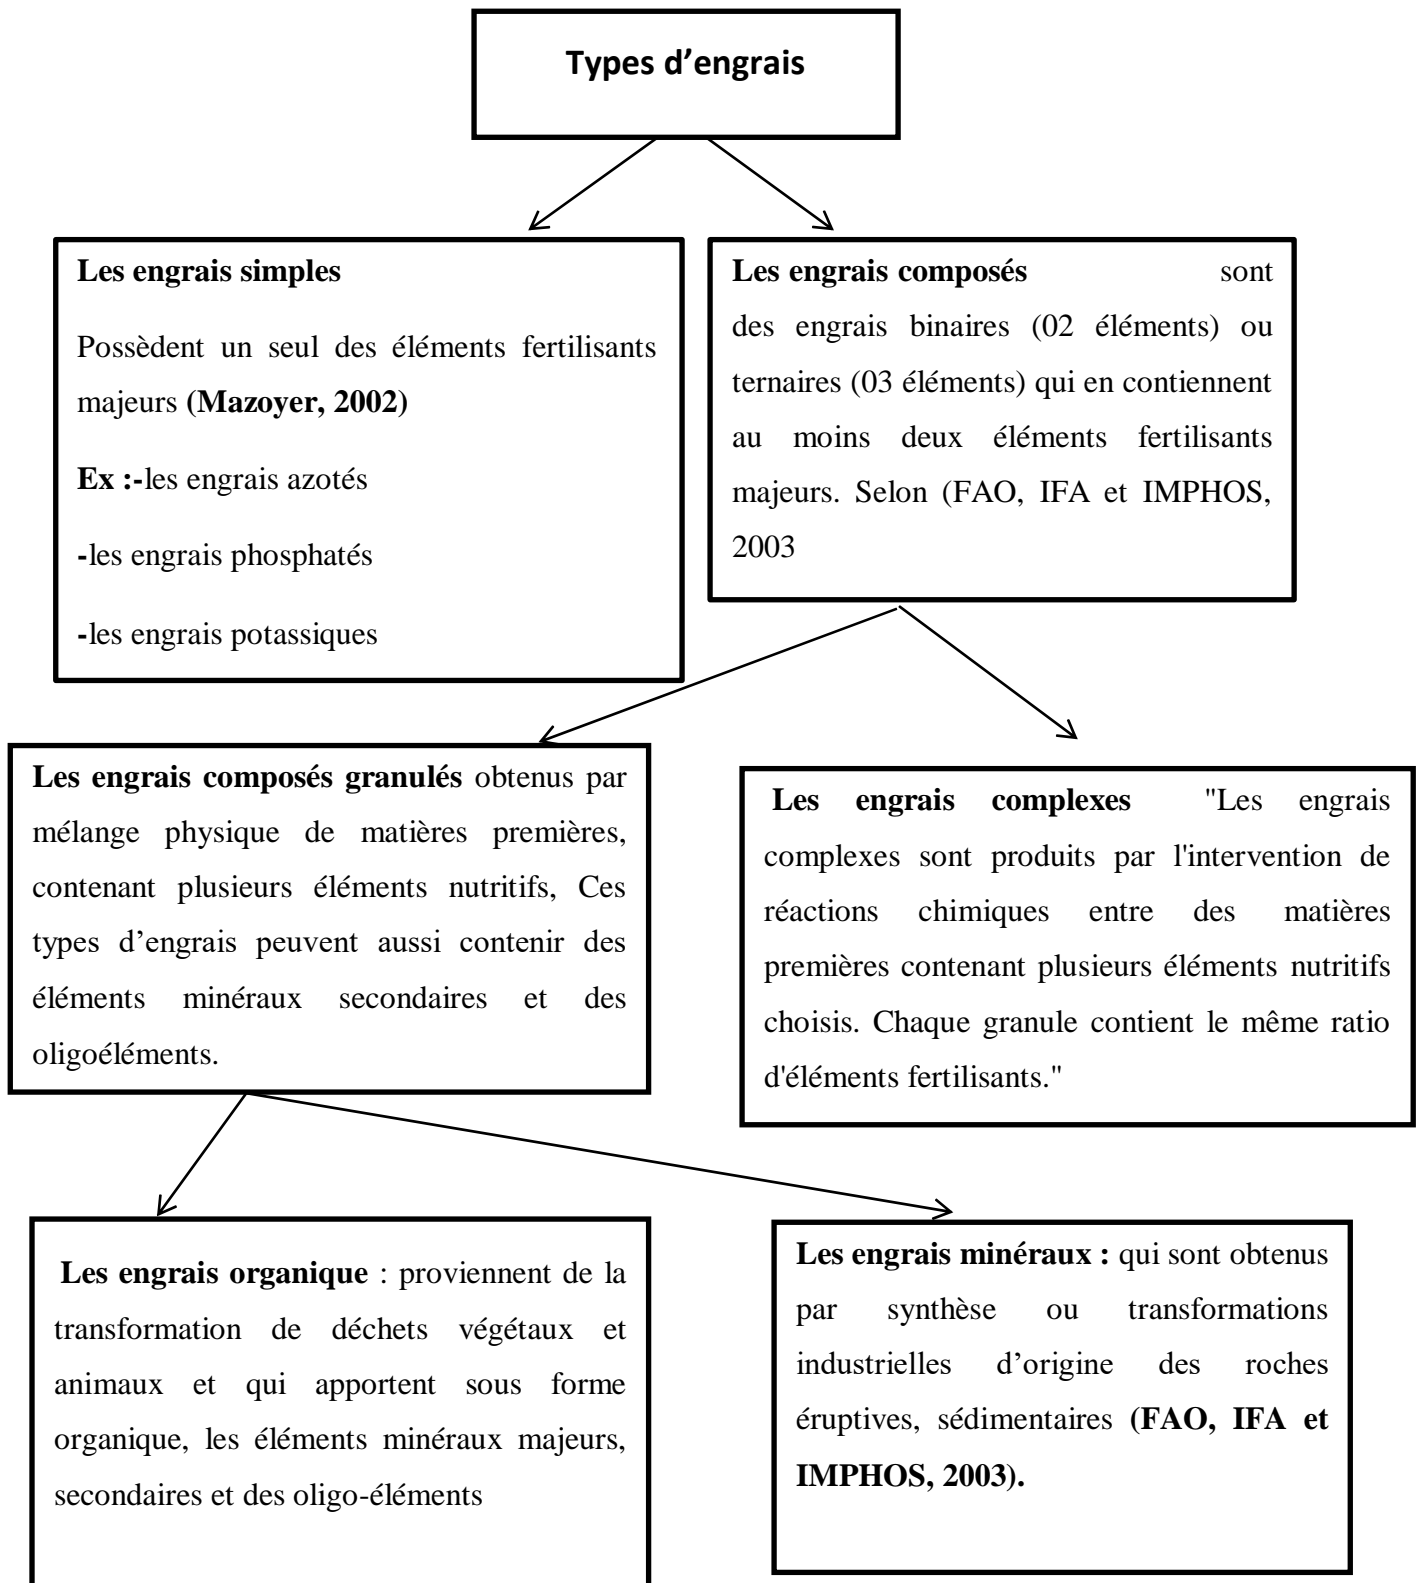 Types d’engrais
Les engrais simples
Possèdent un seul des éléments fertilisants
majeurs (Mazoyer, 2002)
Ex :-les engrais azotés
-les engrais phosphatés
-les engrais potassiques
Les engrais composés sont
des engrais binaires (02 éléments) ou
ternaires (03 éléments) qui en contiennent
au moins deux éléments fertilisants
majeurs. Selon (FAO, IFA et IMPHOS,
2003
Les engrais composés granulés obtenus par
mélange physique de matières premières,
contenant plusieurs éléments nutritifs, Ces
types d’engrais peuvent aussi contenir des
éléments minéraux secondaires et des
oligoéléments.
Les engrais complexes "Les engrais
complexes sont produits par l'intervention de
réactions chimiques entre des matières
premières contenant plusieurs éléments nutritifs
choisis. Chaque granule contient le même ratio
d'éléments fertilisants."
Les engrais organique : proviennent de la
transformation de déchets végétaux et
animaux et qui apportent sous forme
organique, les éléments minéraux majeurs,
secondaires et des oligo-éléments
Les engrais minéraux : qui sont obtenus
par synthèse ou transformations
industrielles d’origine des roches
éruptives, sédimentaires (FAO, IFA et
IMPHOS, 2003).